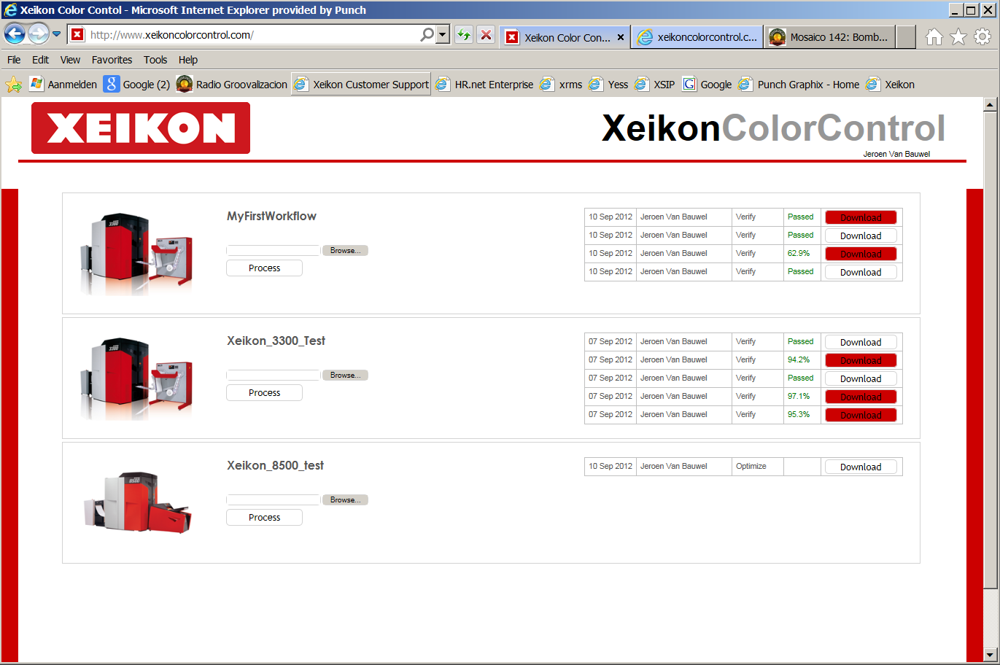 Xeikon Color Contol - Microsoft Internet Explorer provided by Punch
http://www.xeikoncolorcontrol.com/
Xeikon Color Con...
xeikoncolorcontrol.c...
Mosaico 142: Bomb...
File Edit View Favorites Tools Help
Aanmelden Google (2) Radio Groovalizacion Xeikon Customer Support HR.net Enterprise xrms Yess XSIP Google Punch Graphix - Home Xeikon
XEIKON
XeikonColorControl
Jeroen Van Bauwel
3300
MyFirstWorkflow
Browse...
Process
10 Sep 2012 Jeroen Van Bauwel Verify Passed Download
10 Sep 2012 Jeroen Van Bauwel Verify Passed Download
10 Sep 2012 Jeroen Van Bauwel Verify 62.9% Download
10 Sep 2012 Jeroen Van Bauwel Verify Passed Download
3300
Xeikon_3300_Test
Browse...
Process
07 Sep 2012 Jeroen Van Bauwel Verify Passed Download
07 Sep 2012 Jeroen Van Bauwel Verify 94.2% Download
07 Sep 2012 Jeroen Van Bauwel Verify Passed Download
07 Sep 2012 Jeroen Van Bauwel Verify 97.1% Download
07 Sep 2012 Jeroen Van Bauwel Verify 95.3% Download
8500
Xeikon_8500_test
Browse...
Process
10 Sep 2012 Jeroen Van Bauwel Optimize Download